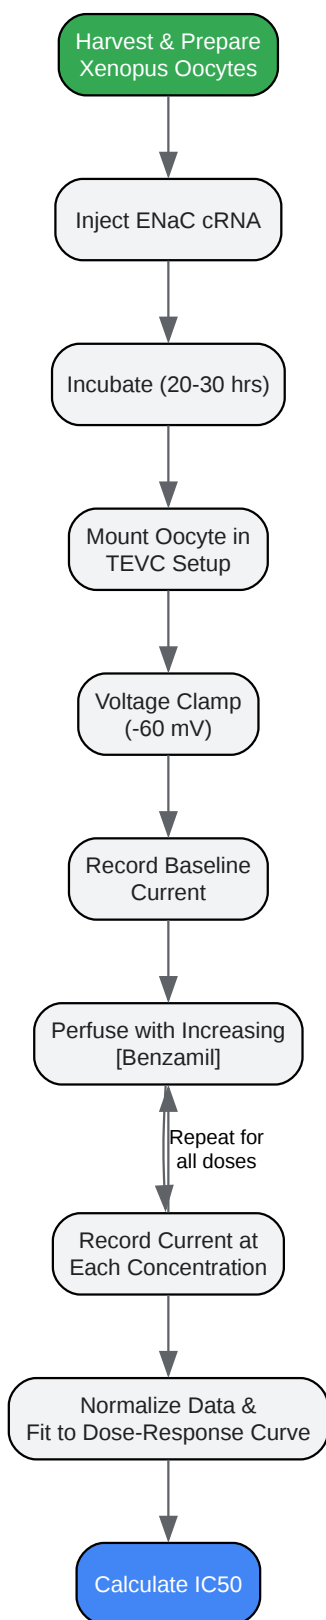 Harvest & Prepare
Xenopus Oocytes
Inject ENaC cRNA
Incubate (20-30 hrs)
Mount Oocyte in
TEVC Setup
Voltage Clamp
(-60 mV)
Record Baseline
Current
Perfuse with Increasing
[Benzamil]
Repeat for
all doses
Record Current at
Each Concentration
Normalize Data &
Fit to Dose-Response Curve
Calculate IC50